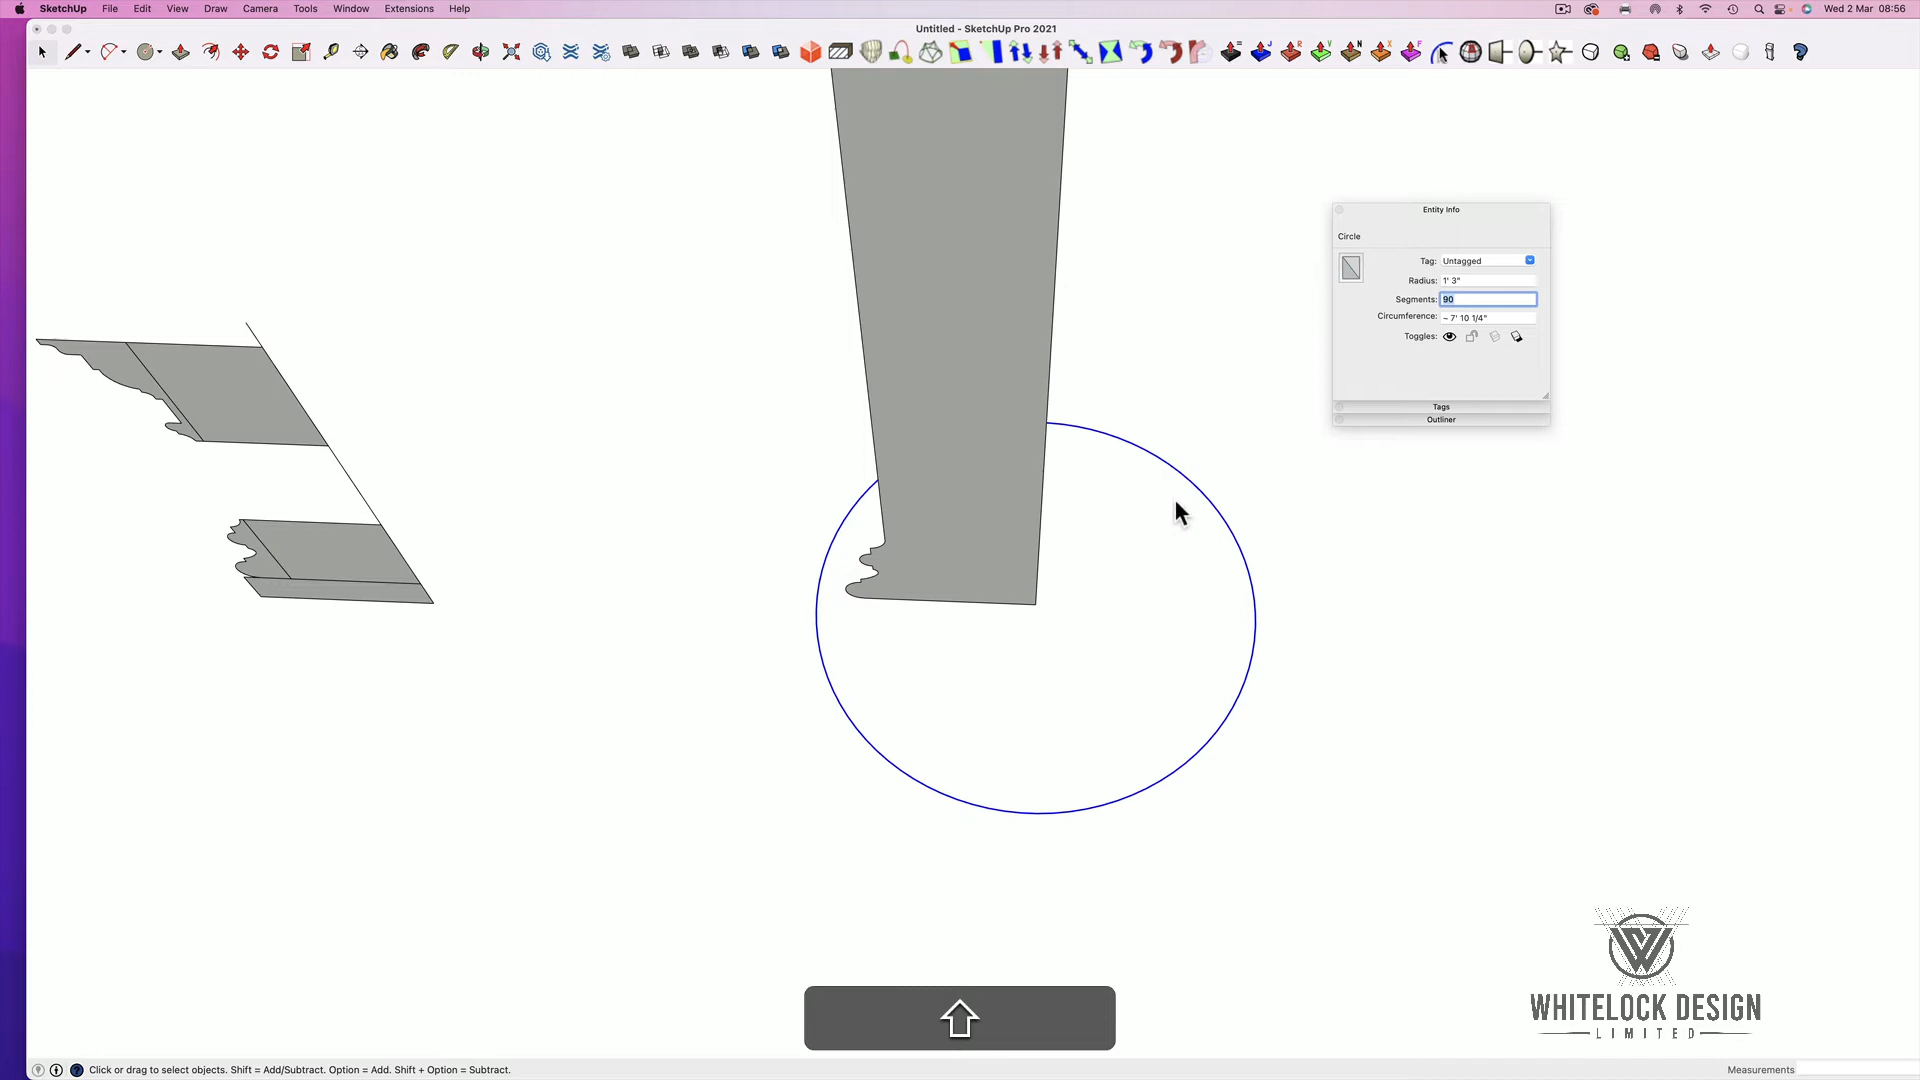 SketchUp File Edit View Draw Camera Tools Window Extensions Help Wed 2 Mar 08:56
Untitled - SketchUp Pro 2021
Entity Info
Circle
Tag: Untagged
Radius: 1' 3"
Segments: 90
Circumference: ~ 7' 10 1/4"
Toggles:
Tags
Outliner
WHITELOCK DESIGN
LIMITED
Click or drag to select objects. Shift = Add/Subtract. Option = Add. Shift + Option = Subtract. Measurements